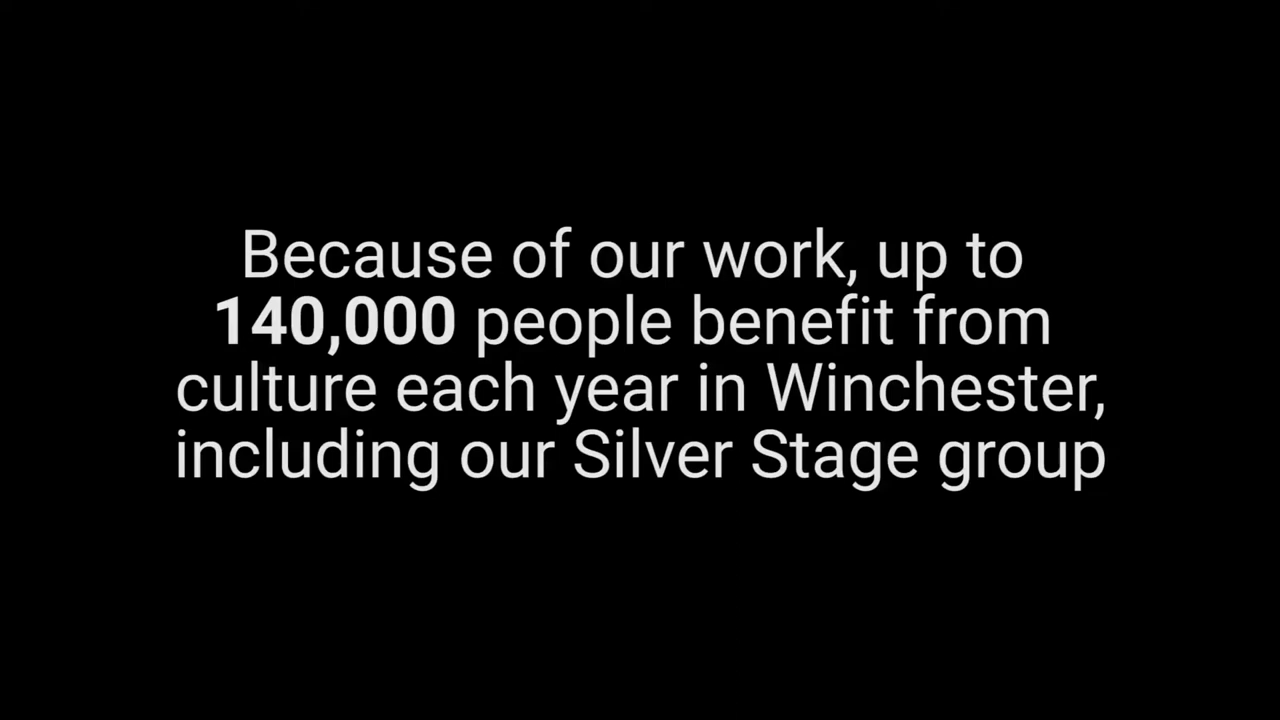 Because of our work, up to
140,000 people benefit from
culture each year in Winchester,
including our Silver Stage group